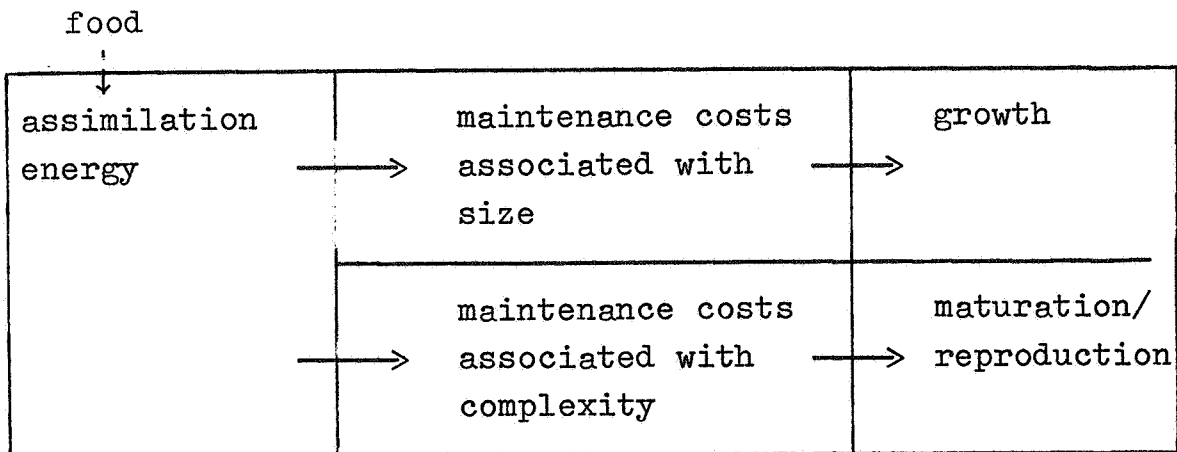 food
assimilation
energy
maintenance costs
associated with
size
growth
maintenance costs
associated with
complexity
maturation/
reproduction